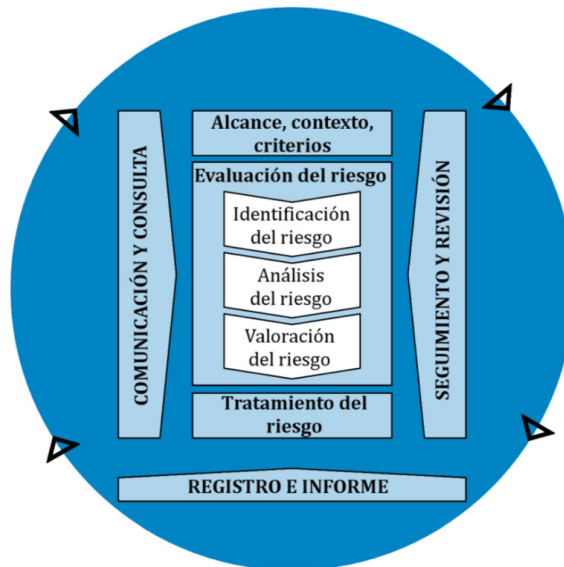 Alcance, contexto,
criterios
Evaluación del riesgo
Identificación
del riesgo
Análisis
del riesgo
Valoración
del riesgo
Tratamiento del
riesgo
COMUNICACIÓN Y CONSULTA
SEGUIMIENTO Y REVISIÓN
REGISTRO E INFORME